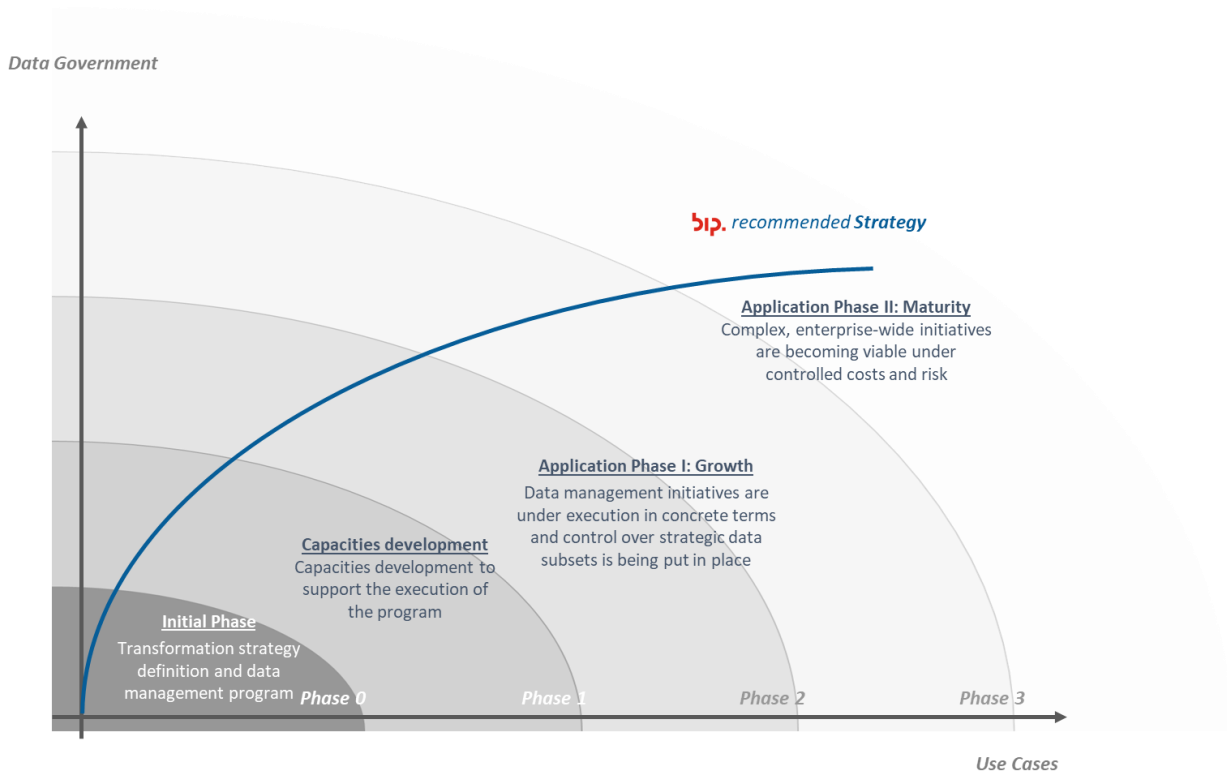 Data Government
bip. recommended Strategy
Application Phase II: Maturity
Complex, enterprise-wide initiatives
are becoming viable under
controlled costs and risk
Application Phase I: Growth
Data management initiatives are
under execution in concrete terms
and control over strategic data
subsets is being put in place
Capacities development
Capacities development to
support the execution of
the program
Initial Phase
Transformation strategy
definition and data
management program
Phase 0
Phase 1
Phase 2
Phase 3
Use Cases